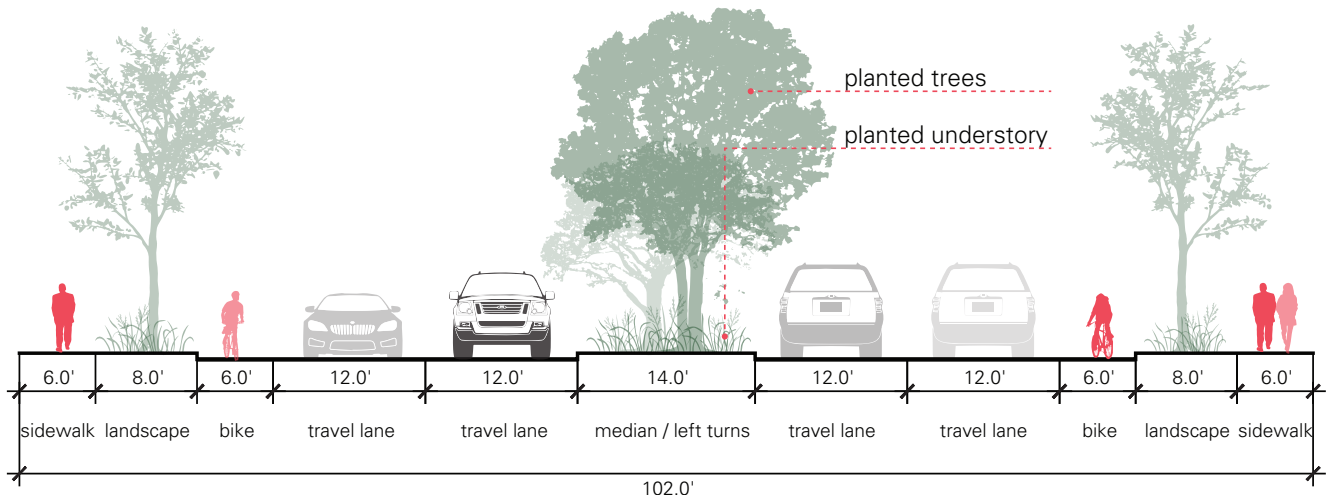 planted trees
planted understory
6.0' 8.0' 6.0' 12.0' 12.0' 14.0' 12.0' 12.0' 6.0' 8.0' 6.0'
sidewalk landscape bike travel lane travel lane median / left turns travel lane travel lane bike landscape sidewalk
102.0'